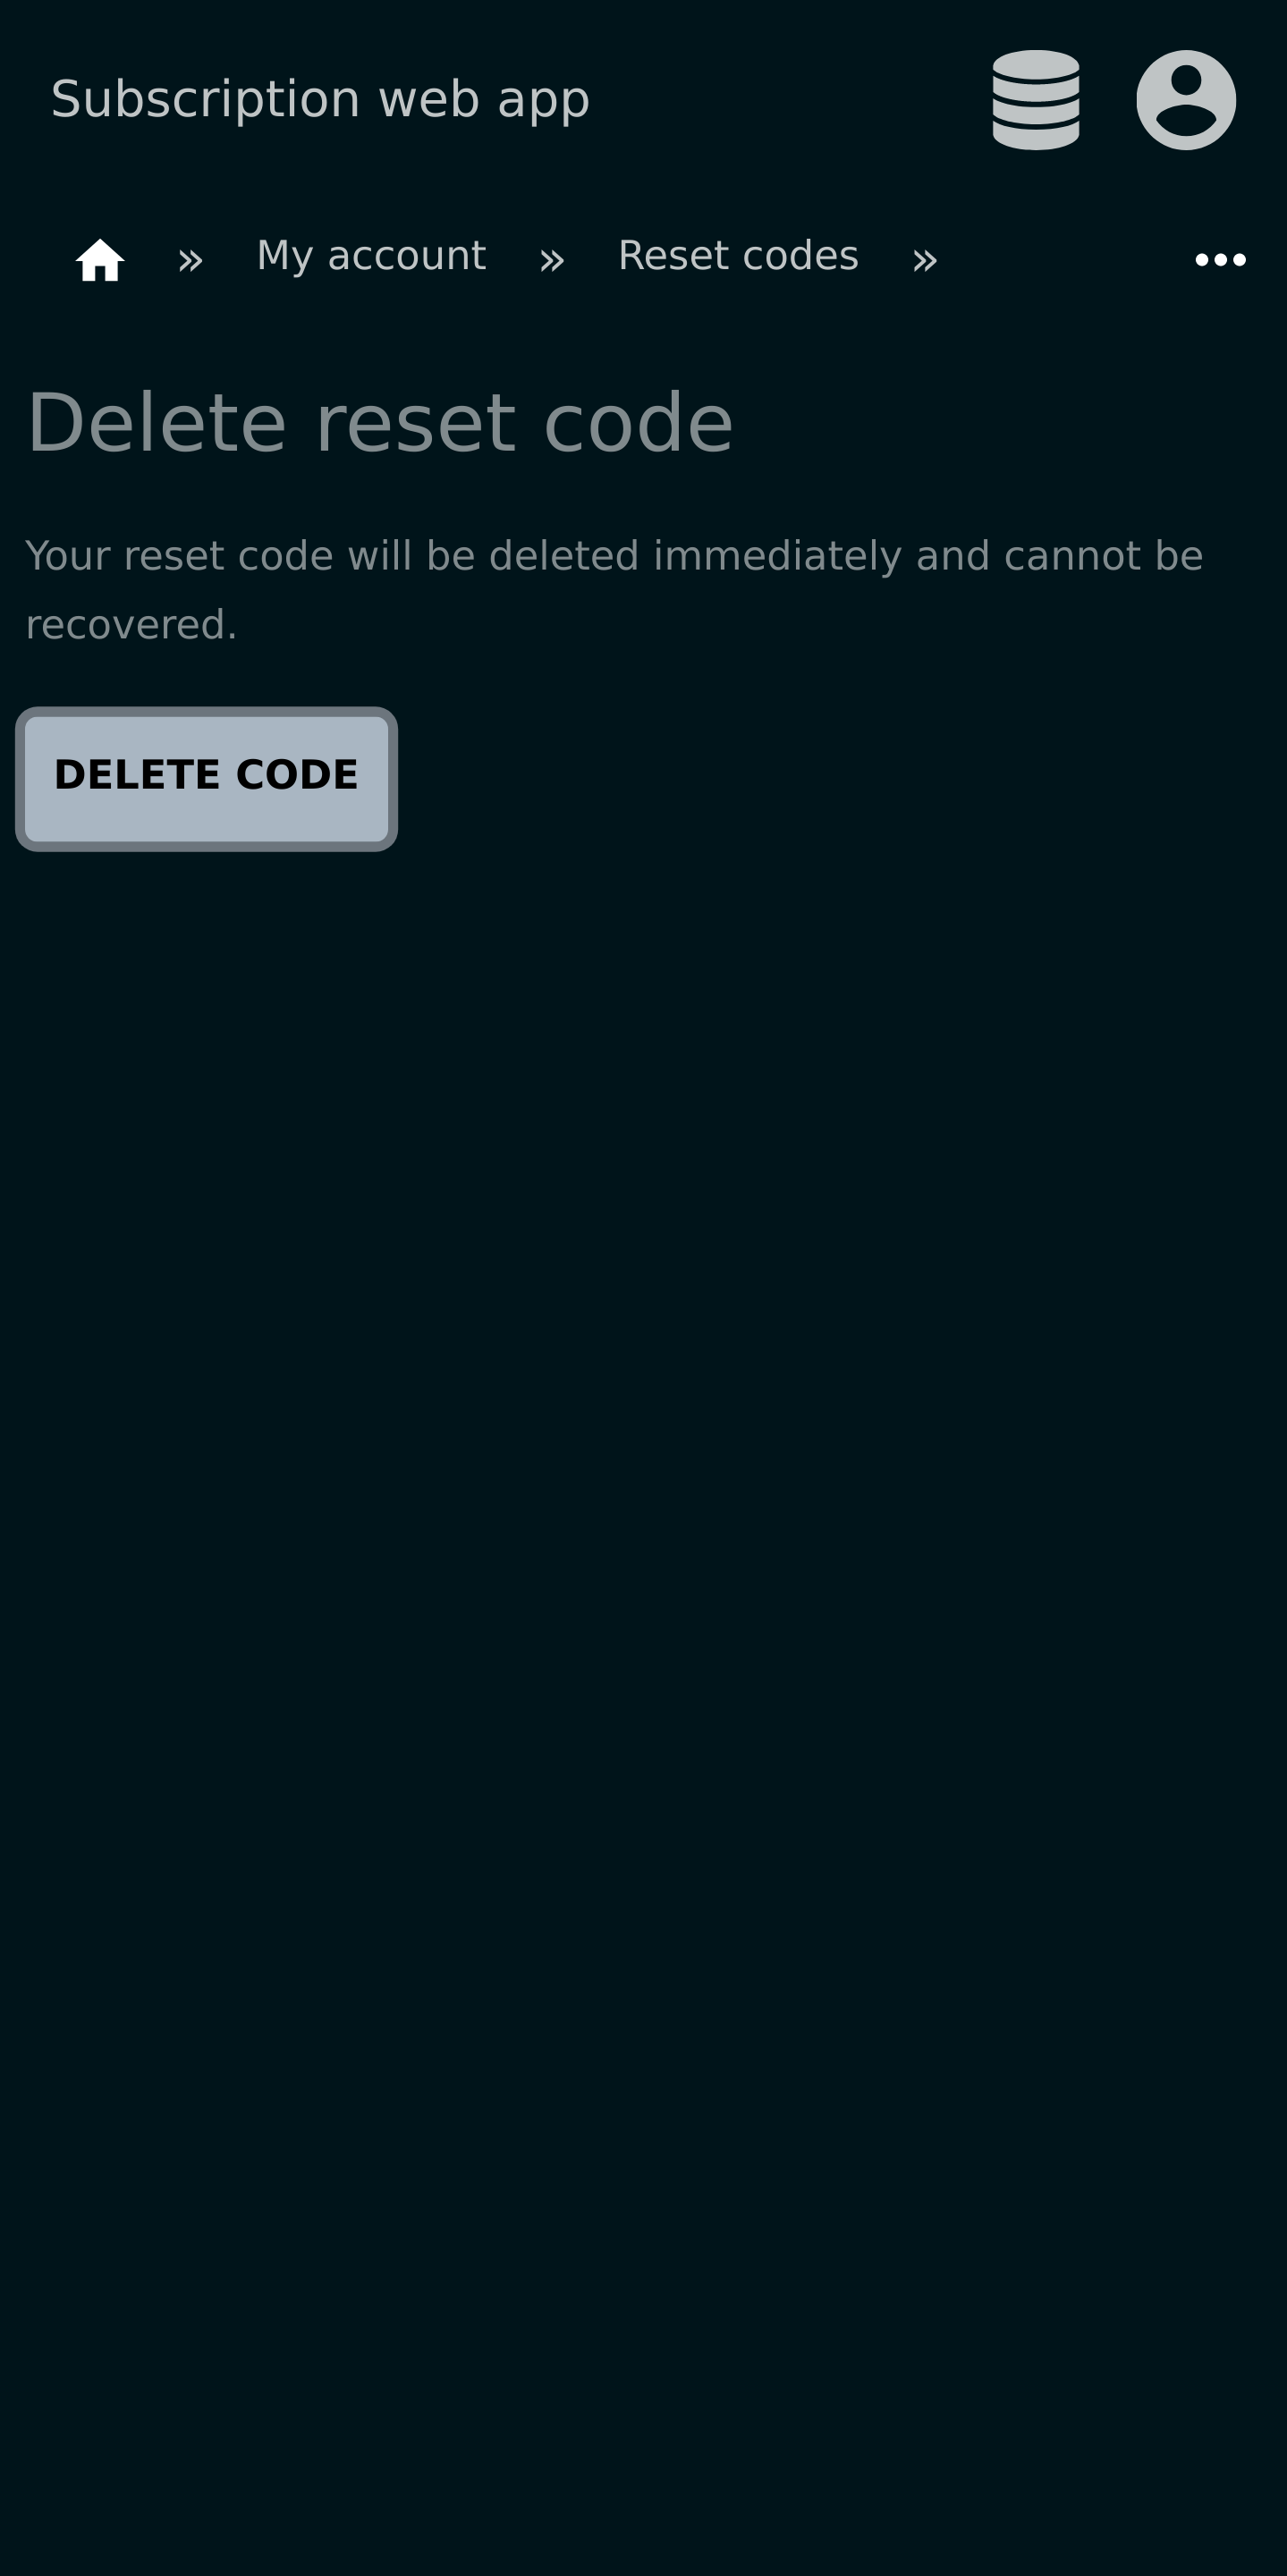 Subscription web app
» My account » Reset codes »
Delete reset code
Your reset code will be deleted immediately and cannot be
recovered.
DELETE CODE